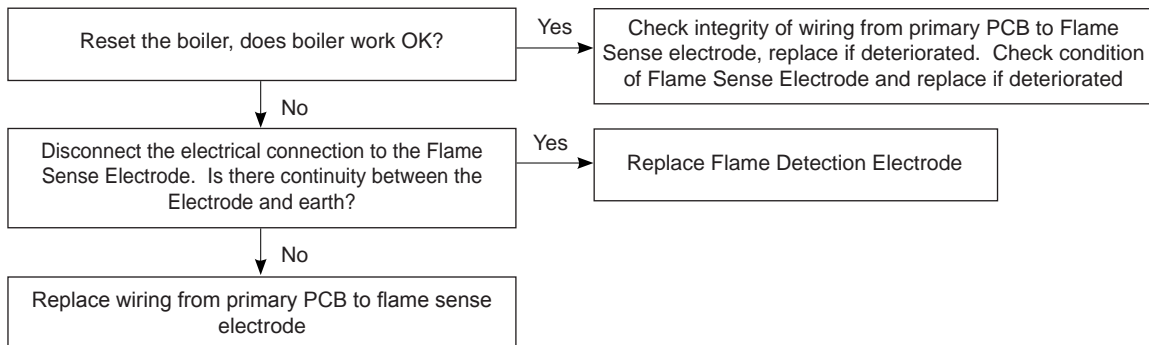 Reset the boiler, does boiler work OK?
Yes
Check integrity of wiring from primary PCB to Flame
Sense electrode, replace if deteriorated.  Check condition
of Flame Sense Electrode and replace if deteriorated
No
Disconnect the electrical connection to the Flame
Sense Electrode.  Is there continuity between the
Electrode and earth?
Yes
Replace Flame Detection Electrode
No
Replace wiring from primary PCB to flame sense
electrode